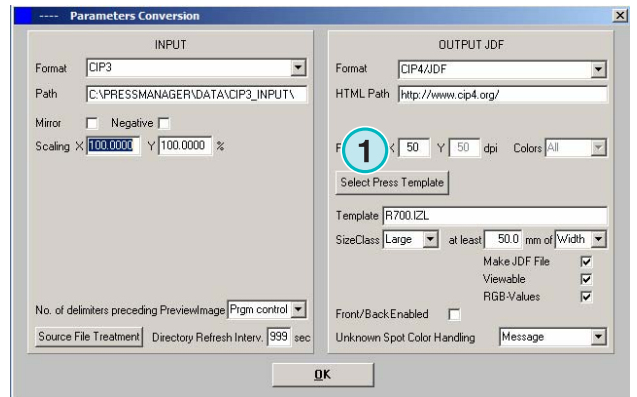 ---- Parameters Conversion
INPUT
Format CIP3
Path C:\PRESSMANAGER\DATA\CIP3_INPUT\
Mirror Negative
Scaling X 100.0000 Y 100.0000 %
No. of delimiters preceding PreviewImage Prgm control
Source File Treatment Directory Refresh Interv. 999 sec
OUTPUT JDF
Format CIP4/JDF
HTML Path http://www.cip4.org/
1 50 Y 50 dpi Colors All
Select Press Template
Template R700.IZL
SizeClass Large at least 50.0 mm of Width
Make JDF File
Viewable
RGB-Values
Front/Back Enabled
Unknown Spot Color Handling Message
OK